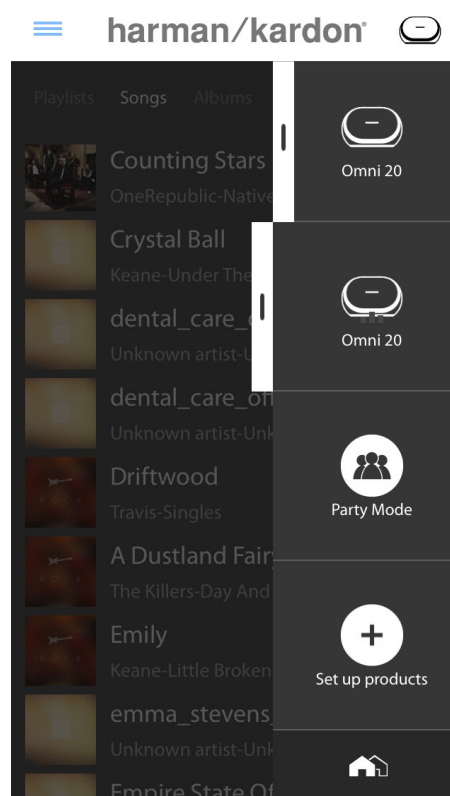 harman/kardon®
Playlists Songs Albums
Counting Stars
OneRepublic-Native
Omni 20
Crystal Ball
Keane-Under The
dental_care_
Unknown artist-U
Omni 20
dental_care_off
Unknown artist-Unk
Driftwood
Travis-Singles
Party Mode
A Dustland Fair
The Killers-Day And
Emily
Keane-Little Broken
Set up products
emma_stevens_
Unknown artist-Unk
Empire State Of